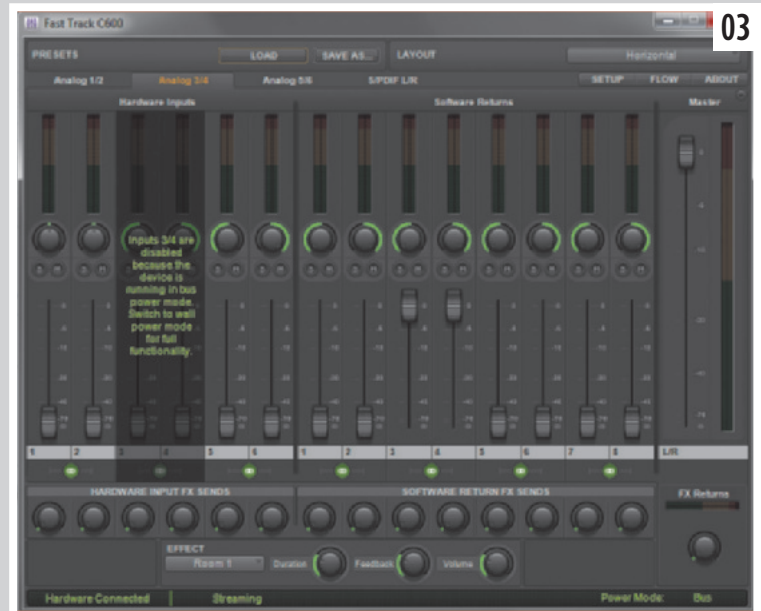 03
Fast Track C600
PRESETS LOAD SAVE AS... LAYOUT Horizontal
Analog 1/2 Analog 3/4 Analog 5/6 S/PDIF L/R SETUP FLOW ABOUT
Hardware Inputs Software Returns Master
Inputs 3/4 are
disabled
because the
device is
running in bus
power mode.
Switch to wall
power mode
for full
functionality.
1 2 3 4 5 6 1 2 3 4 5 6 7 8 L/R
HARDWARE INPUT FX SENDS SOFTWARE RETURN FX SENDS FX Returns
EFFECT
Room 1 Duration Feedback Volume
Hardware Connected Streaming Power Mode: Bus